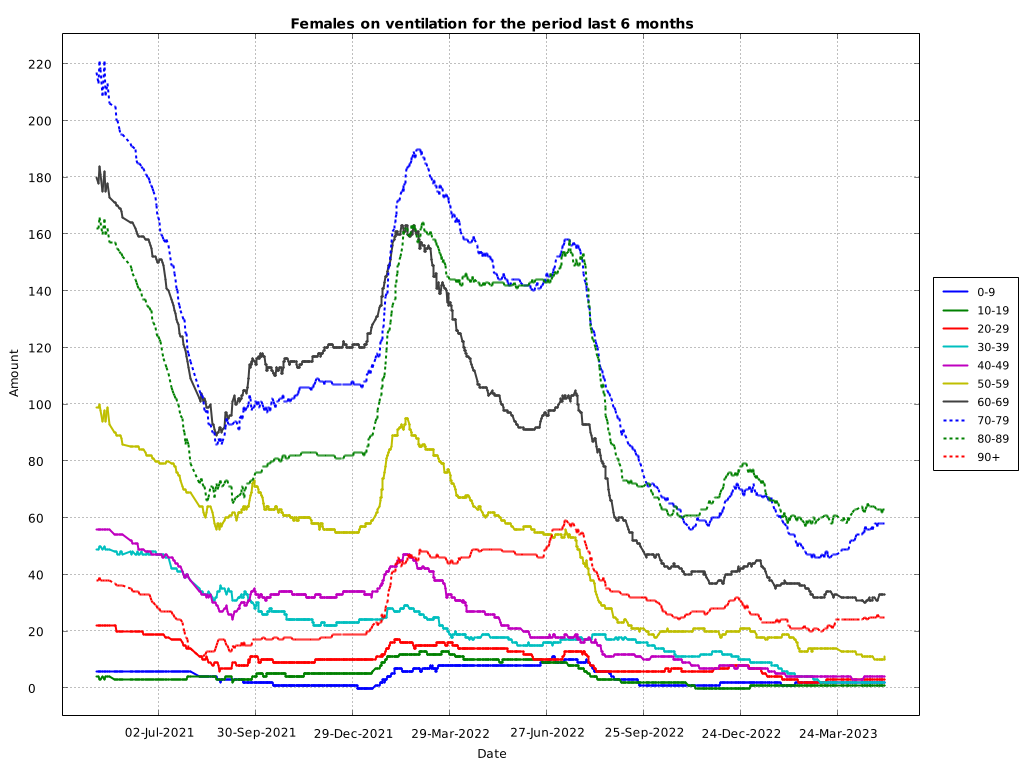 Females on ventilation for the period last 6 months
220
200
180
160
140
120
100
80
60
40
20
0
Amount
02-Jul-2021
30-Sep-2021
29-Dec-2021
29-Mar-2022
27-Jun-2022
25-Sep-2022
24-Dec-2022
24-Mar-2023
Date
0-9
10-19
20-29
30-39
40-49
50-59
60-69
70-79
80-89
90+